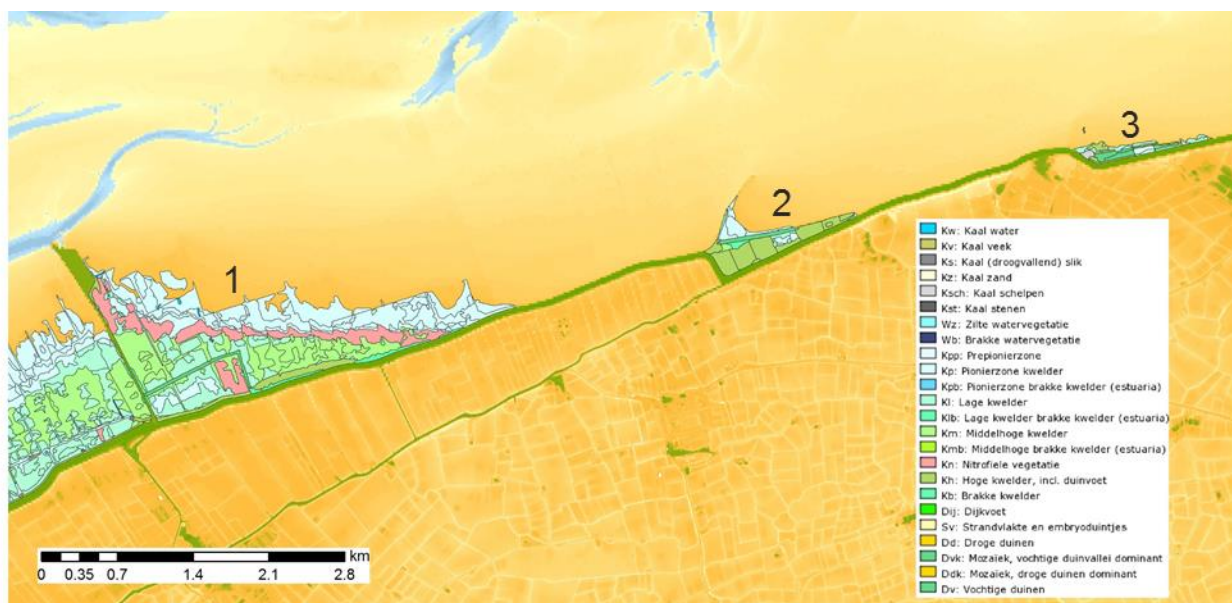 3
2
1
Kw: Kaal water
Kv: Kaal veek
Ks: Kaal (droogvallend) slik
Kz: Kaal zand
Ksch: Kaal schelpen
Kst: Kaal stenen
Wz: Zilte watervegetatie
Wb: Brakke watervegetatie
Kpp: Prepionierzone
Kp: Pionierzone kwelder
Kpb: Pionierzone brakke kwelder (estuaria)
Kl: Lage kwelder
Klb: Lage kwelder brakke kwelder (estuaria)
Km: Middelhoge kwelder
Kmb: Middelhoge brakke kwelder (estuaria)
Kn: Nitrofiele vegetatie
Kh: Hoge kwelder, incl. duinvoet
Kb: Brakke kwelder
Dij: Dijkvoet
Sv: Strandvlakte en embryoduintjes
Dd: Droge duinen
Dvk: Mozaïek, vochtige duinvallei dominant
Ddk: Mozaïek, droge duinen dominant
Dv: Vochtige duinen
km
0 0.35 0.7 1.4 2.1 2.8